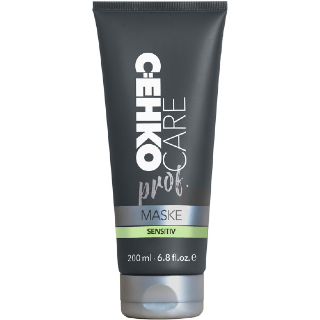 C:EHKO
prof.CARE
MASKE
SENSITIV
200 ml · 6.8 fl.oz. ℮